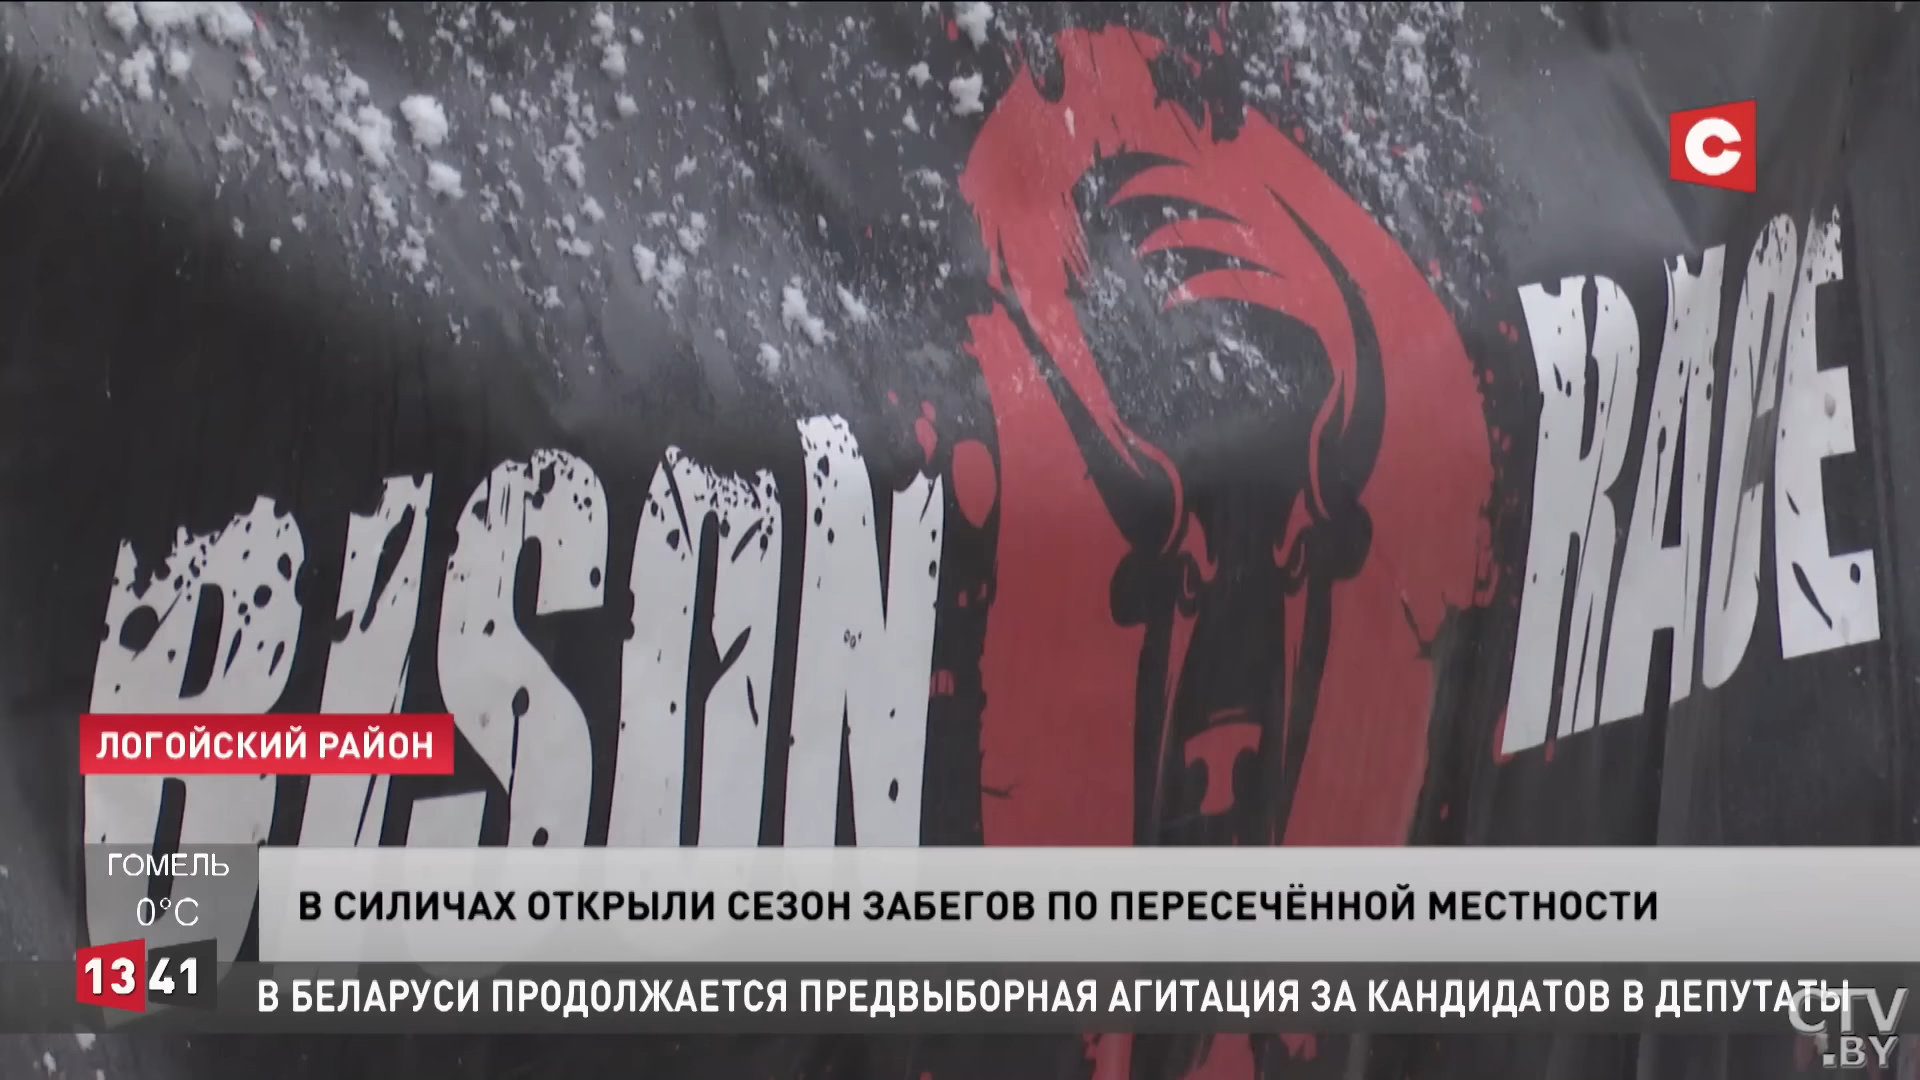 C
BISON RACE
ЛОГОЙСКИЙ РАЙОН
ГОМЕЛЬ
0°C
В СИЛИЧАХ ОТКРЫЛИ СЕЗОН ЗАБЕГОВ ПО ПЕРЕСЕЧЁННОЙ МЕСТНОСТИ
13 41
В БЕЛАРУСИ ПРОДОЛЖАЕТСЯ ПРЕДВЫБОРНАЯ АГИТАЦИЯ ЗА КАНДИДАТОВ В ДЕПУТАТЫ
CTV
.BY